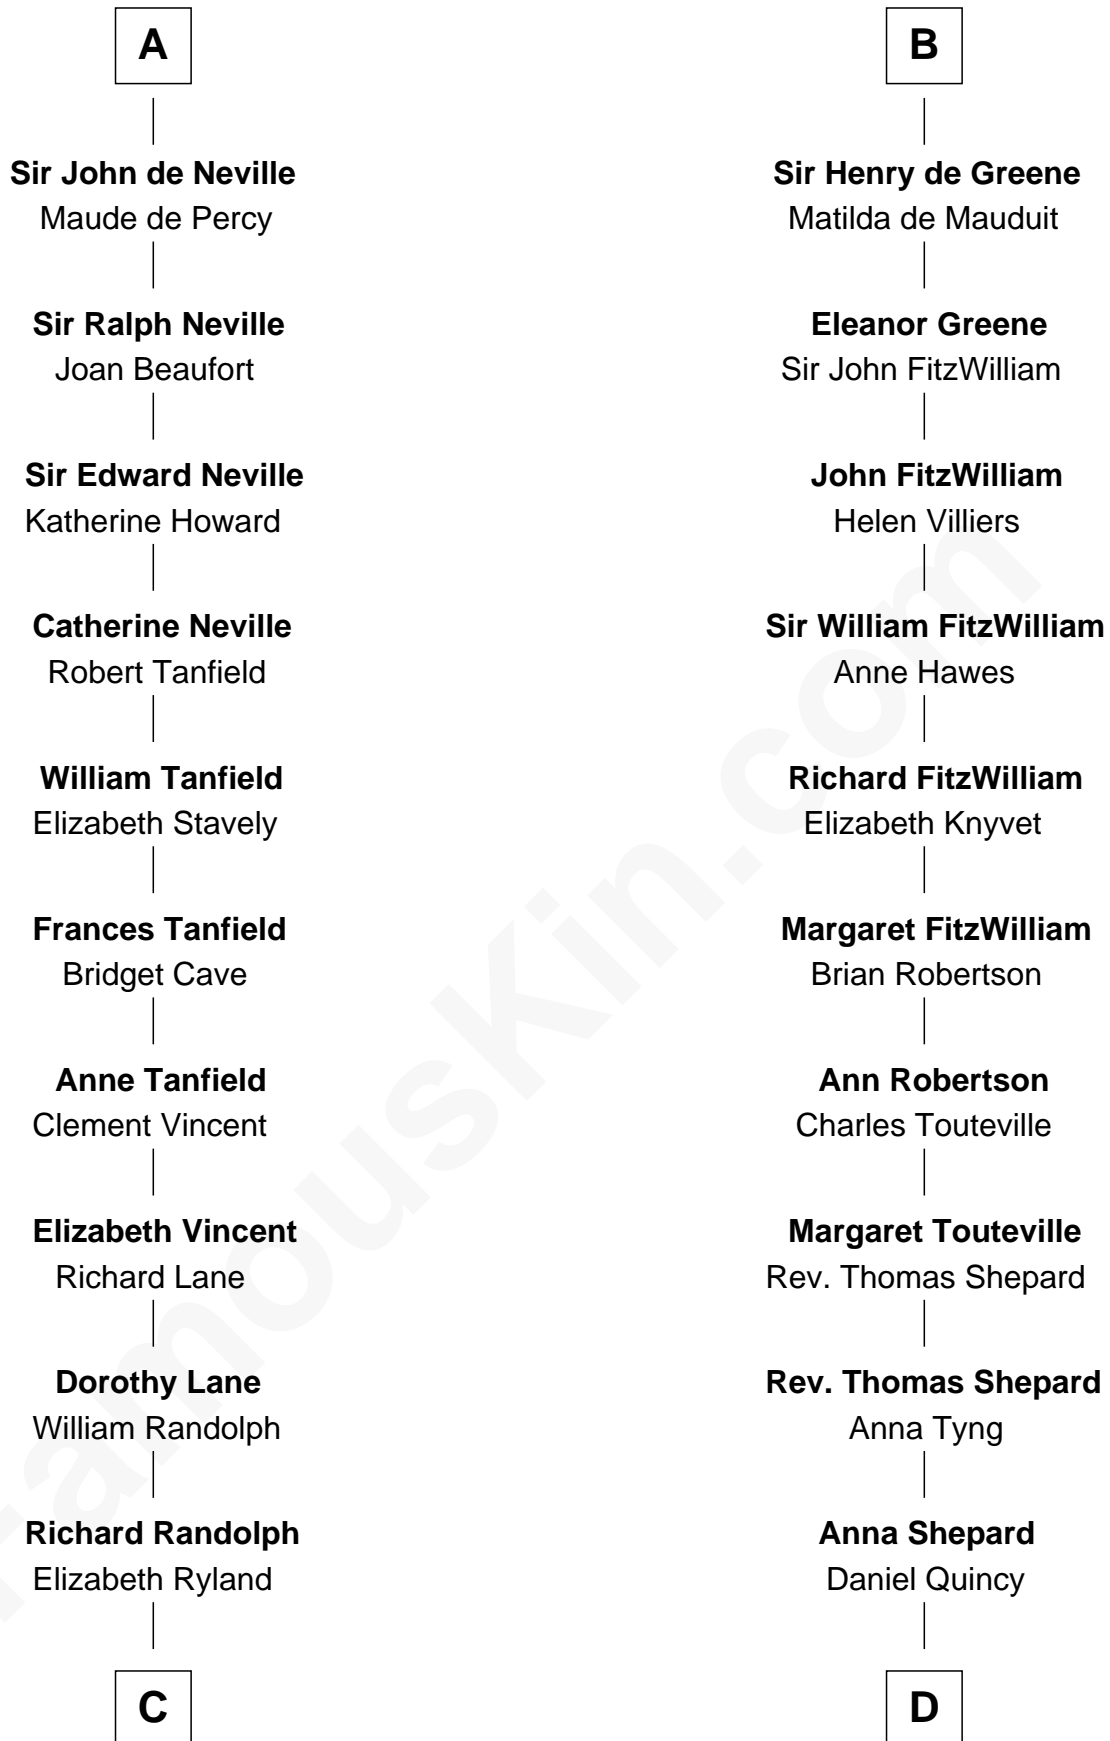 A
Sir John de Neville
Maude de Percy
Sir Ralph Neville
Joan Beaufort
Sir Edward Neville
Katherine Howard
Catherine Neville
Robert Tanfield
William Tanfield
Elizabeth Stavely
Frances Tanfield
Bridget Cave
Anne Tanfield
Clement Vincent
Elizabeth Vincent
Richard Lane
Dorothy Lane
William Randolph
Richard Randolph
Elizabeth Ryland
C
B
Sir Henry de Greene
Matilda de Mauduit
Eleanor Greene
Sir John FitzWilliam
John FitzWilliam
Helen Villiers
Sir William FitzWilliam
Anne Hawes
Richard FitzWilliam
Elizabeth Knyvet
Margaret FitzWilliam
Brian Robertson
Ann Robertson
Charles Touteville
Margaret Touteville
Rev. Thomas Shepard
Rev. Thomas Shepard
Anna Tyng
Anna Shepard
Daniel Quincy
D
FamousKin.com